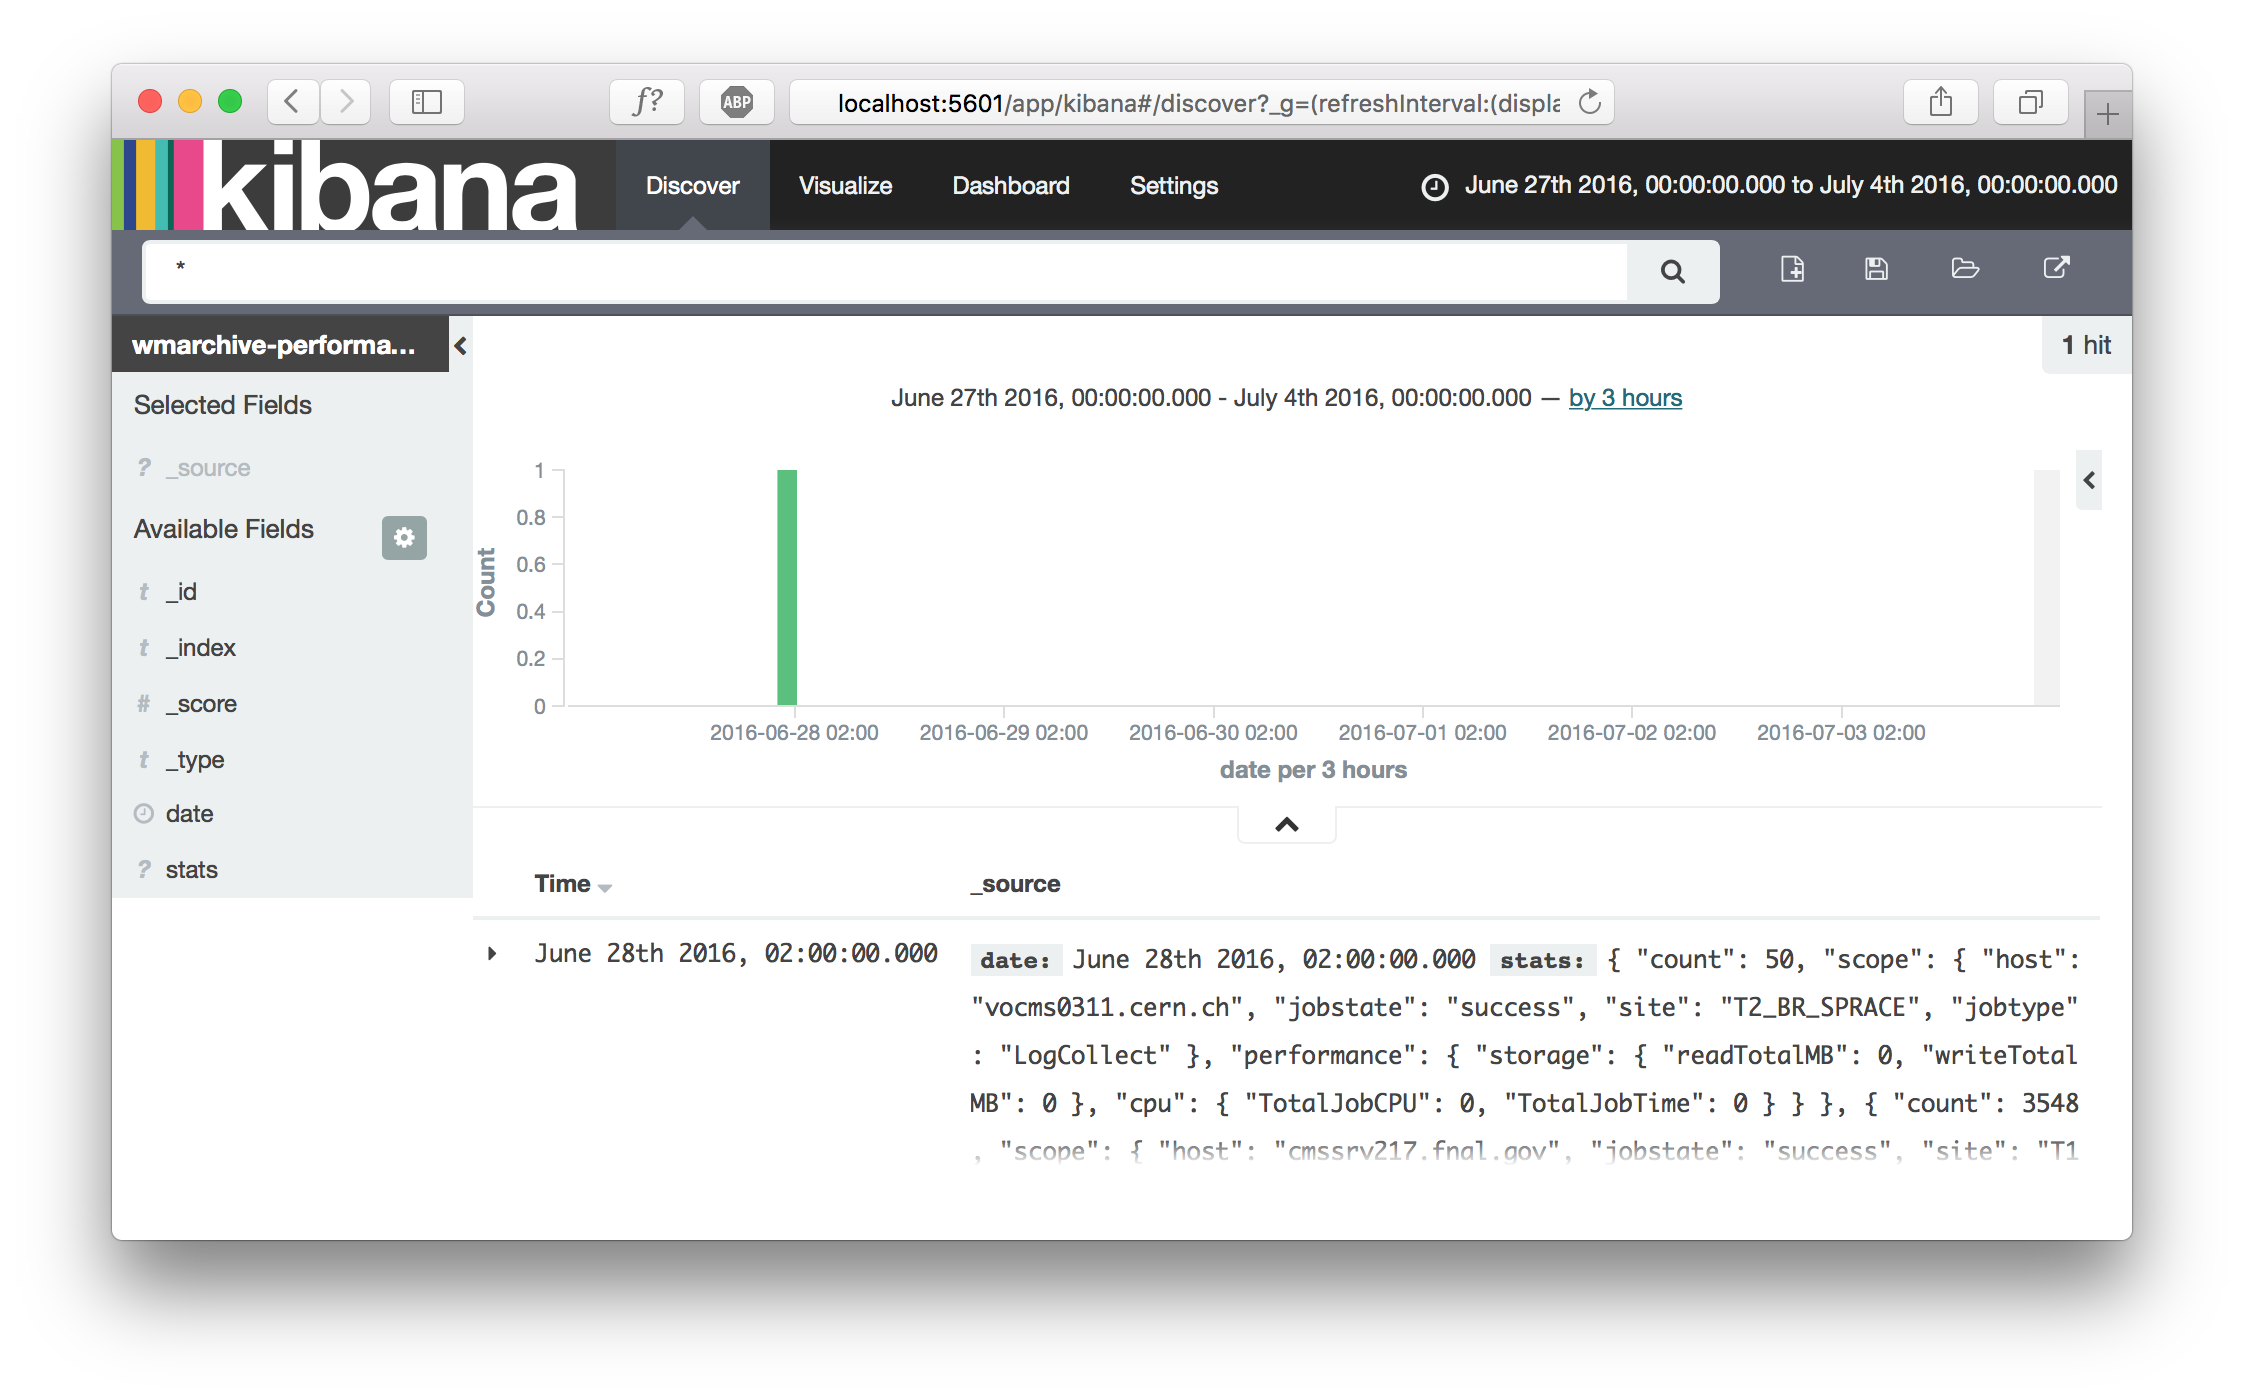 f?
ABP
localhost:5601/app/kibana#/discover?_g=(refreshInterval:(displa
kibana
Discover
Visualize
Dashboard
Settings
June 27th 2016, 00:00:00.000 to July 4th 2016, 00:00:00.000
*
wmarchive-performa...
1 hit
Selected Fields
? _source
Available Fields
t _id
t _index
# _score
t _type
date
? stats
June 27th 2016, 00:00:00.000 - July 4th 2016, 00:00:00.000 — by 3 hours
Count
1
0.8
0.6
0.4
0.2
0
2016-06-28 02:00
2016-06-29 02:00
2016-06-30 02:00
2016-07-01 02:00
2016-07-02 02:00
2016-07-03 02:00
date per 3 hours
Time
_source
June 28th 2016, 02:00:00.000
date: June 28th 2016, 02:00:00.000 stats: { "count": 50, "scope": { "host":
"vocms0311.cern.ch", "jobstate": "success", "site": "T2_BR_SPRACE", "jobtype"
: "LogCollect" }, "performance": { "storage": { "readTotalMB": 0, "writeTotal
MB": 0 }, "cpu": { "TotalJobCPU": 0, "TotalJobTime": 0 } } }, { "count": 3548
, "scope": { "host": "cmssrv217.fnal.gov", "jobstate": "success", "site": "T1